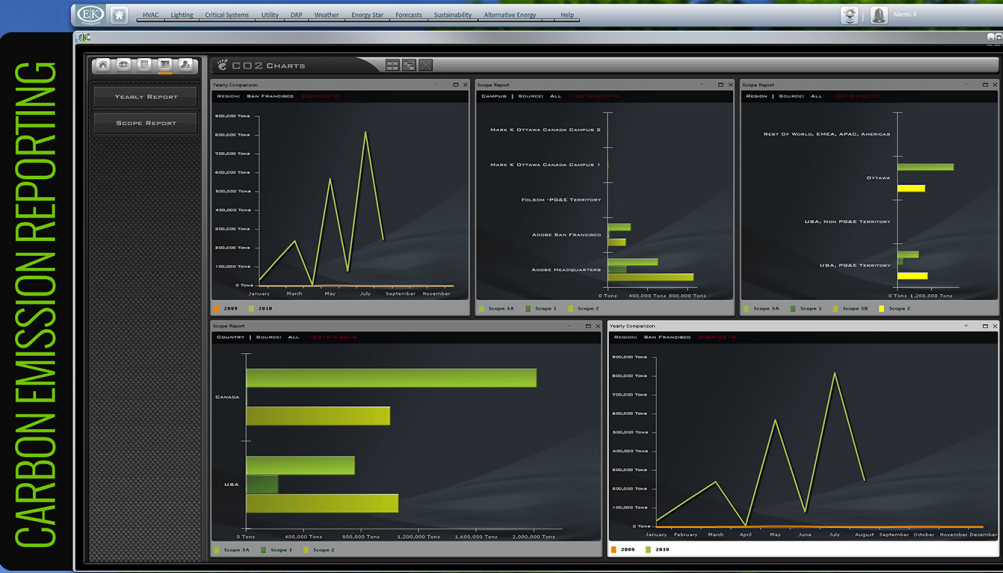 CARBON EMISSION REPORTING
EK
HVAC Lighting Critical Systems Utility DRP Weather Energy Star Forecasts Sustainability Alternative Energy Help
Alarms: 0
CO2 Charts
Yearly Report
Scope Report
Yearly Comparison
Region: San Francisco 2009/2010
900,000 Tons
800,000 Tons
700,000 Tons
600,000 Tons
500,000 Tons
400,000 Tons
300,000 Tons
200,000 Tons
100,000 Tons
0 Tons
January March May July September November
2009 2010
Scope Report
Campus | Source: All
Mark K Ottawa Canada Campus 2
Mark K Ottawa Canada Campus 1
Folsom -PG&E Territory
Adobe San Francisco
Adobe Headquarters
0 Tons 400,000 Tons 800,000 Tons
Scope 3A Scope 1 Scope 2
Scope Report
Region | Source: All
Rest Of World, EMEA, APAC, Americas
Ottawa
USA, Non PG&E Territory
USA, PG&E Territory
0 Tons 1,200,000 Tons
Scope 3A Scope 1 Scope 3B Scope 2
Scope Report
Country | Source: All
Canada
USA
0 Tons 400,000 Tons 800,000 Tons 1,200,000 Tons 1,600,000 Tons 2,000,000 Tons
Scope 3A Scope 1 Scope 2
Yearly Comparison
Region: San Francisco 2009/2010
900,000 Tons
800,000 Tons
700,000 Tons
600,000 Tons
500,000 Tons
400,000 Tons
300,000 Tons
200,000 Tons
100,000 Tons
0 Tons
January February March April May June July August September October November December
2009 2010